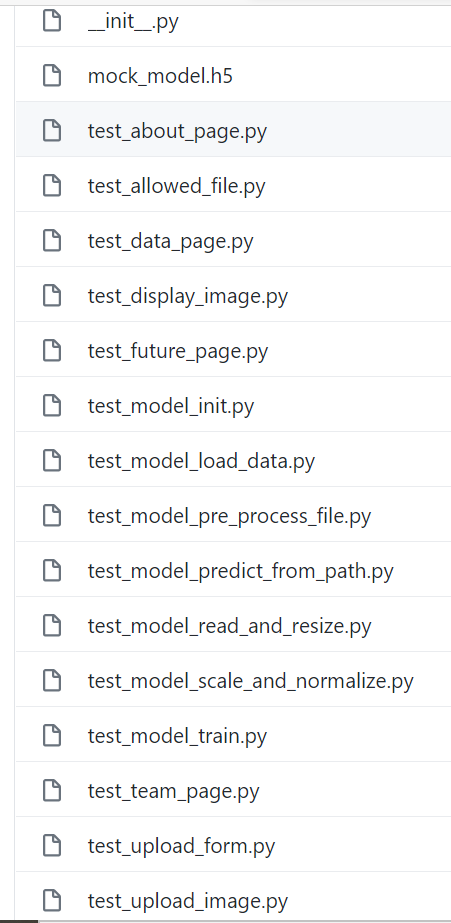 __init__.py
mock_model.h5
test_about_page.py
test_allowed_file.py
test_data_page.py
test_display_image.py
test_future_page.py
test_model_init.py
test_model_load_data.py
test_model_pre_process_file.py
test_model_predict_from_path.py
test_model_read_and_resize.py
test_model_scale_and_normalize.py
test_model_train.py
test_team_page.py
test_upload_form.py
test_upload_image.py